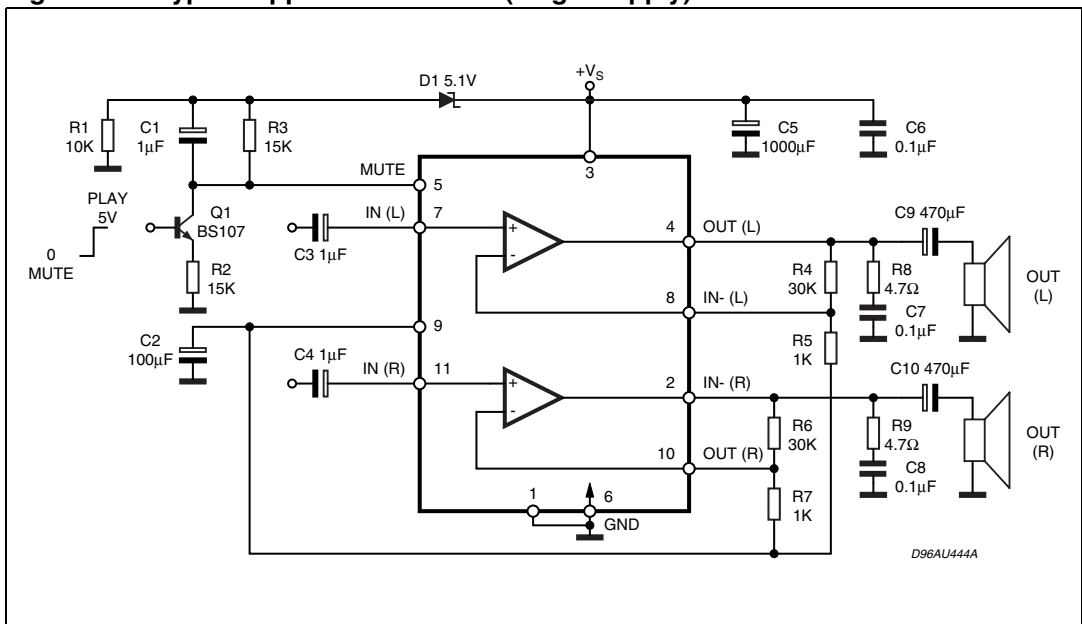 +VS
D1 5.1V
R1
10K
C1
1µF
R3
15K
C5
1000µF
C6
0.1µF
MUTE
5
3
PLAY
5V
0
MUTE
Q1
BS107
R2
15K
IN (L)
7
C3 1µF
+
-
4
OUT (L)
C9 470µF
R4
30K
R8
4.7Ω
OUT
(L)
8
IN- (L)
C7
0.1µF
R5
1K
9
C2
100µF
C4 1µF
IN (R)
11
+
-
2
IN- (R)
C10 470µF
R6
30K
R9
4.7Ω
OUT
(R)
10
OUT (R)
C8
0.1µF
R7
1K
1
6
GND
D96AU444A